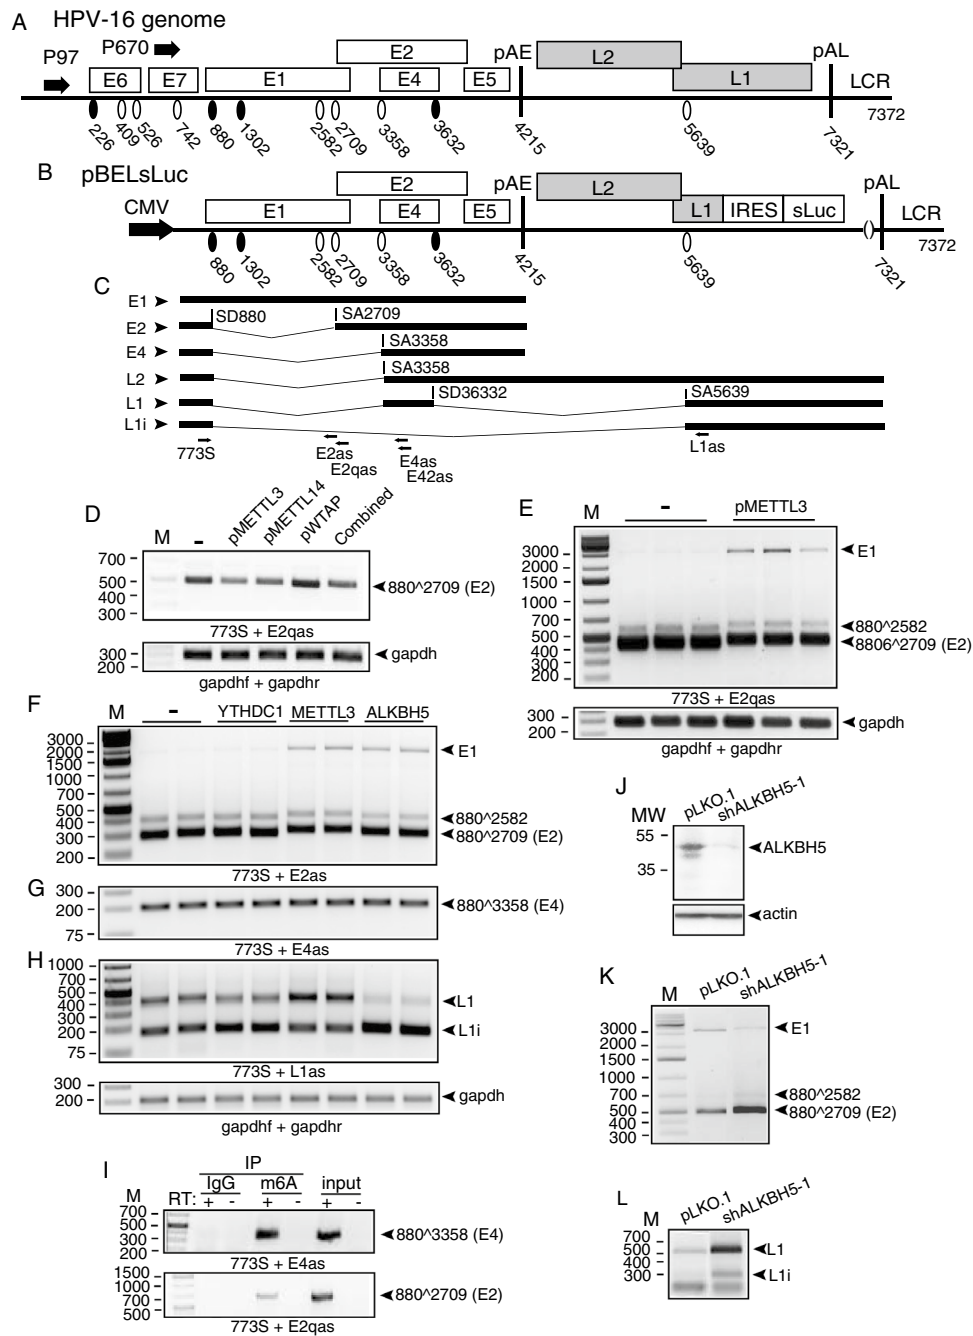 A HPV-16 genome
P97 P670 E6 E7 E1 E2 E4 E5 pAE L2 L1 pAL LCR
226 409 526 742 880 1302 2582 2709 3358 3632 4215 5639 7321 7372
B pBELsLuc
CMV E1 E2 E4 E5 pAE L2 L1 IRES sLuc pAL LCR
880 1302 2582 2709 3358 3632 4215 5639 () 7321 7372
C
E1
E2 SD880 SA2709
E4 SA3358
L2 SA3358
L1 SD36332 SA5639
L1i
773S E2as E2qas E4as E42as L1as
D
M - pMETTL3 pMETTL14 pWTAP Combined
700
500
400
300
880^2709 (E2)
773S + E2qas
300
200
gapdh
gapdhf + gapdhr
E
M - pMETTL3
3000
2000
1500
1000
700
500
400
300
200
E1
880^2582
8806^2709 (E2)
773S + E2qas
300
200
gapdh
gapdhf + gapdhr
F
M - YTHDC1 METTL3 ALKBH5
3000
2000
1500
1000
700
500
400
300
200
E1
880^2582
880^2709 (E2)
773S + E2as
G
300
200
75
880^3358 (E4)
773S + E4as
H
1000
700
500
400
300
200
75
L1
L1i
773S + L1as
300
200
gapdh
gapdhf + gapdhr
I
IP
IgG m6A input
M RT: + - + - + -
700
500
300
200
880^3358 (E4)
773S + E4as
1500
1000
700
500
880^2709 (E2)
773S + E2qas
J
pLKO.1 shALKBH5-1
MW
55
35
ALKBH5
actin
K
pLKO.1 shALKBH5-1
M
3000
2000
1500
1000
700
500
400
300
E1
880^2582
880^2709 (E2)
L
pLKO.1 shALKBH5-1
M
700
500
300
L1
L1i